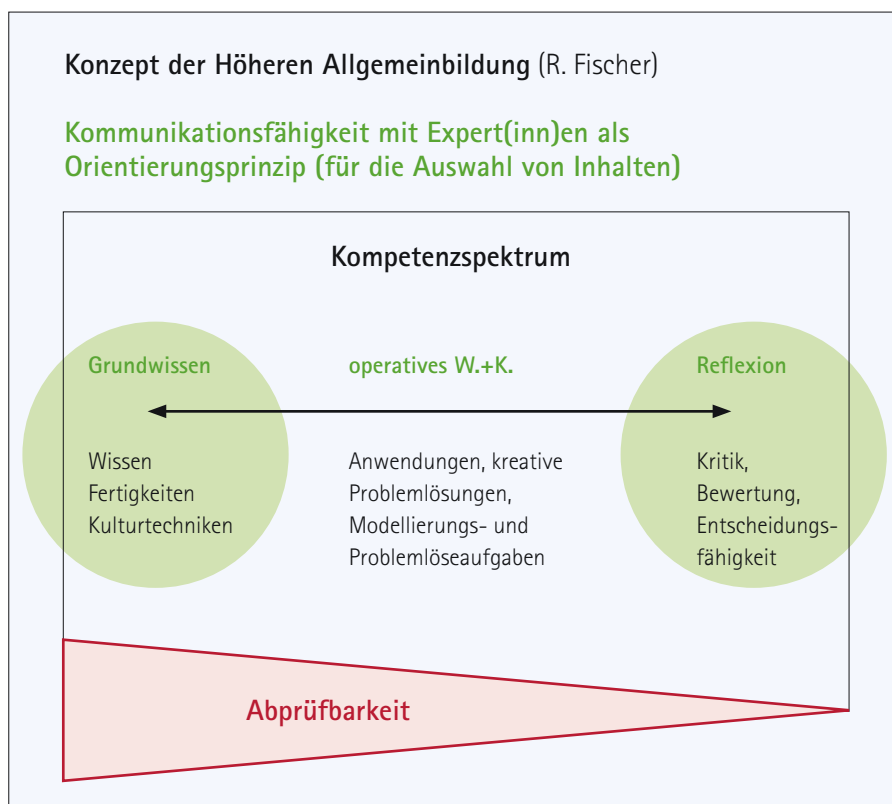 Konzept der Höheren Allgemeinbildung (R. Fischer)
Kommunikationsfähigkeit mit Expert(inn)en als
Orientierungsprinzip (für die Auswahl von Inhalten)
Kompetenzspektrum
Grundwissen
Wissen
Fertigkeiten
Kulturtechniken
operatives W.+K.
Anwendungen, kreative
Problemlösungen,
Modellierungs- und
Problemlöseaufgaben
Reflexion
Kritik,
Bewertung,
Entscheidungs-
fähigkeit
Abprüfbarkeit